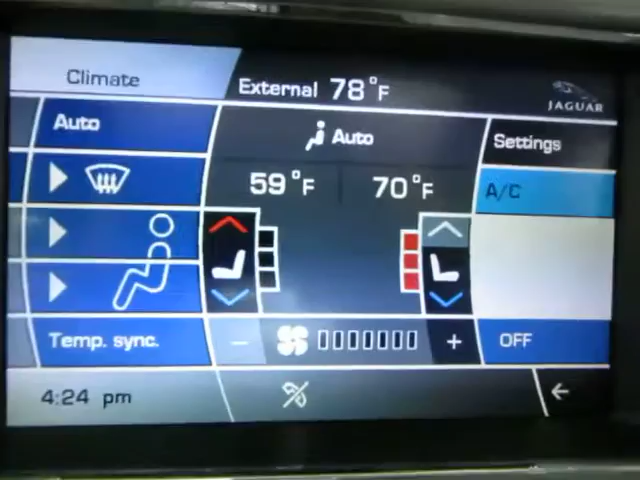 Climate
External 78°F
JAGUAR
Auto
Auto
Settings
59°F 70°F
A/C
Temp. sync.
- +
OFF
4:24 pm